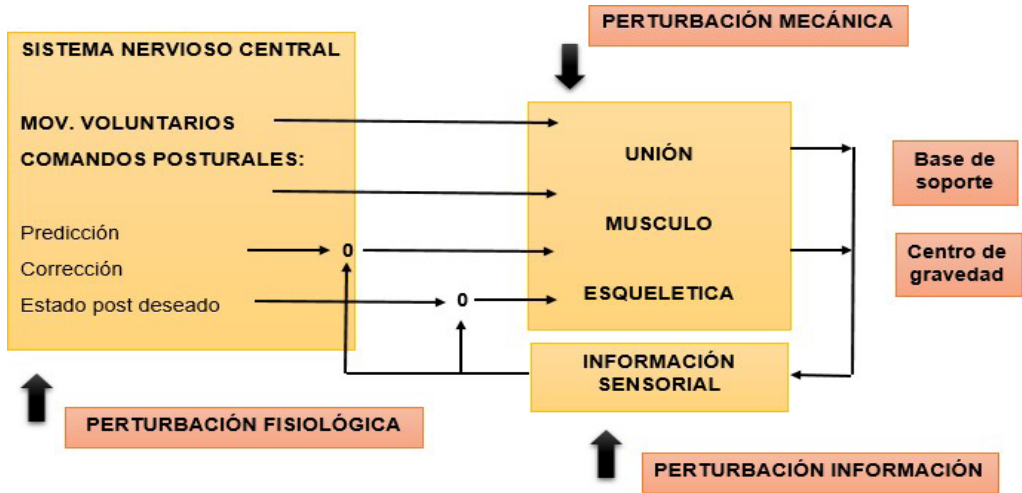 PERTURBACIÓN MECÁNICA
SISTEMA NERVIOSO CENTRAL
MOV. VOLUNTARIOS
COMANDOS POSTURALES:
Predicción
Corrección
Estado post deseado
0
0
UNIÓN
MUSCULO
ESQUELETICA
Base de
soporte
Centro de
gravedad
INFORMACIÓN
SENSORIAL
PERTURBACIÓN FISIOLÓGICA
PERTURBACIÓN INFORMACIÓN